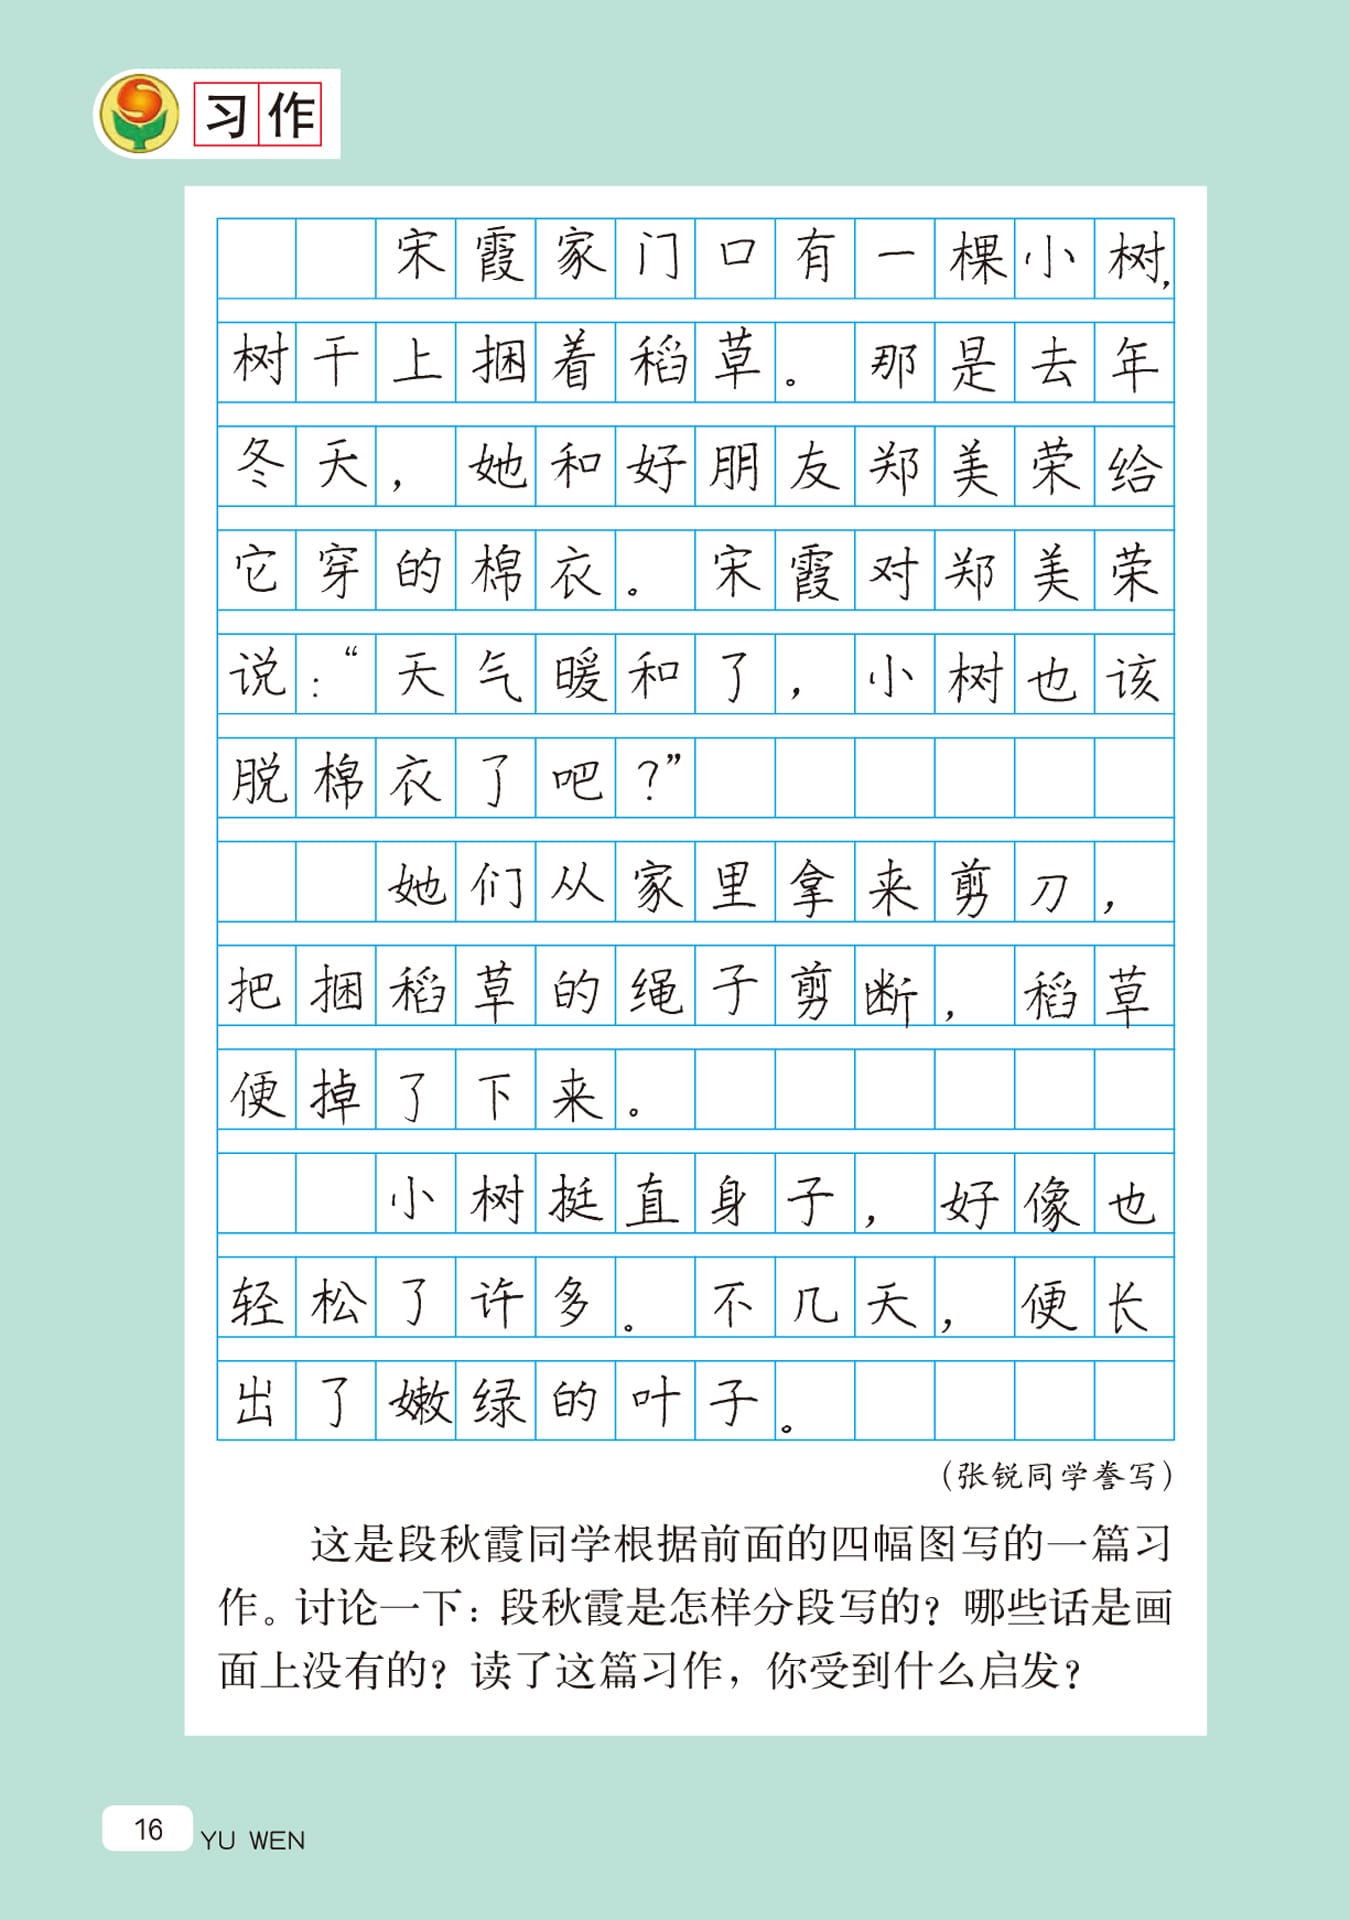 习作
宋霞家门口有一棵小树，
树干上捆着稻草。那是去年
冬天，她和好朋友郑美荣给
它穿的棉衣。宋霞对郑美荣
说：“天气暖和了，小树也该
脱棉衣了吧？”
她们从家里拿来剪刀，
把捆稻草的绳子剪断，稻草
便掉了下来。
小树挺直身子，好像也
轻松了许多。不几天，便长
出了嫩绿的叶子。
（张锐同学誊写）
这是段秋霞同学根据前面的四幅图写的一篇习
作。讨论一下：段秋霞是怎样分段写的？哪些话是画
面上没有的？读了这篇习作，你受到什么启发？
16
YU WEN